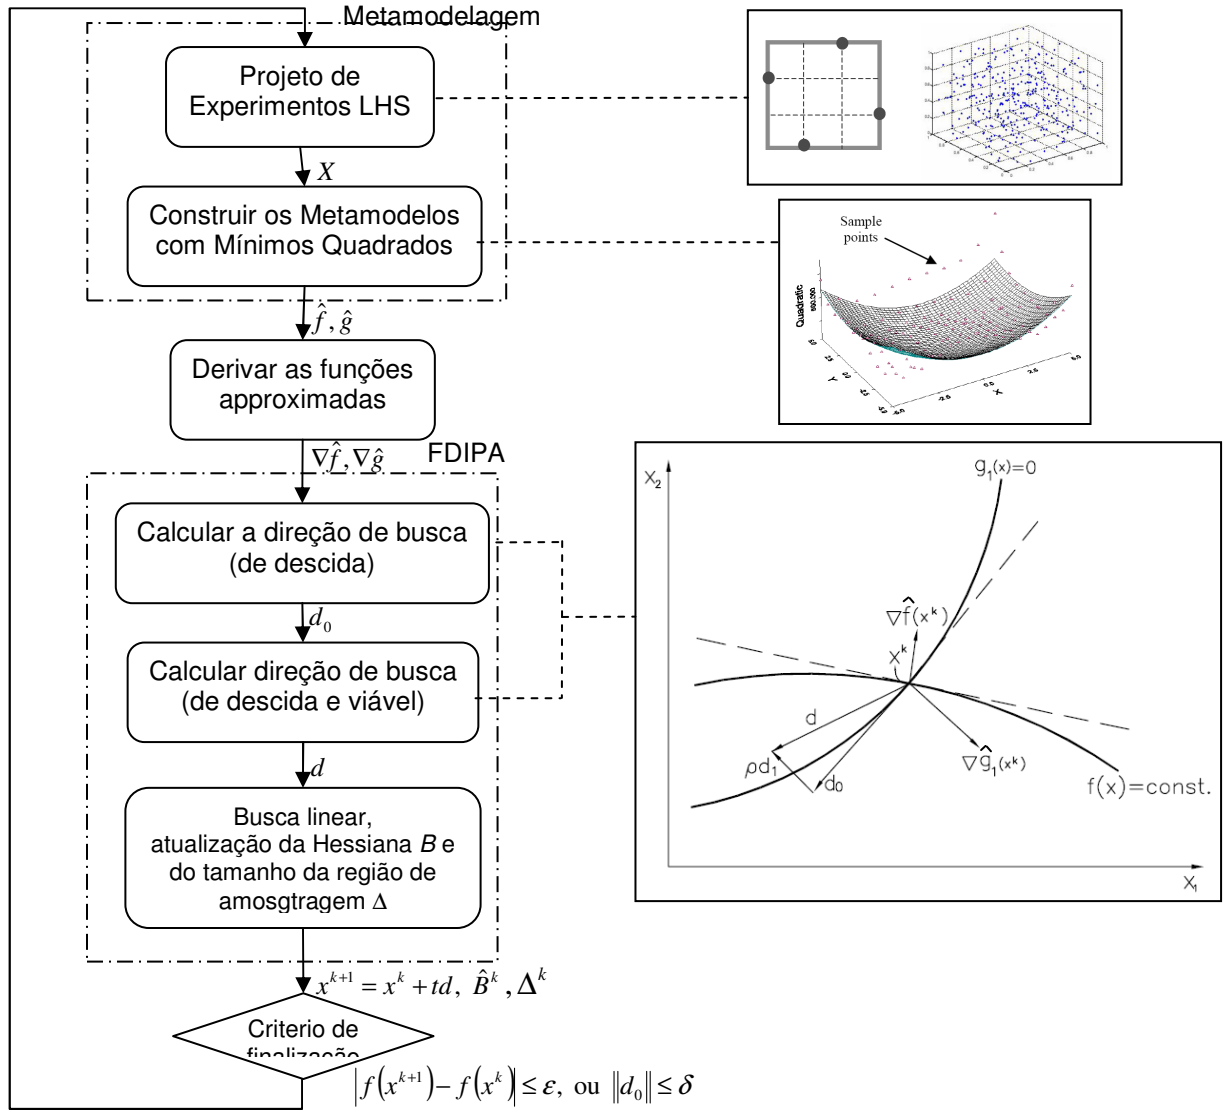 Metamodelagem
Projeto de
Experimentos LHS
X
Construir os Metamodelos
com Mínimos Quadrados
f̂, ĝ
Derivar as funções
approximadas
∇f̂, ∇ĝ
FDIPA
Calcular a direção de busca
(de descida)
d₀
Calcular direção de busca
(de descida e viável)
d
Busca linear,
atualização da Hessiana B e
do tamanho da região de
amosgtragem Δ
x^{k+1} = x^k + td, B̂^k, Δ^k
Criterio de
finalização
|f(x^{k+1}) − f(x^k)| ≤ ε, ou ‖d₀‖ ≤ δ
Sample
points
Quadratic
Y
X
X₂
g₁(x)=0
∇f̂(x^k)
x^k
d
∇ĝ₁(x^k)
ρd₁
d₀
f(x)=const.
X₁